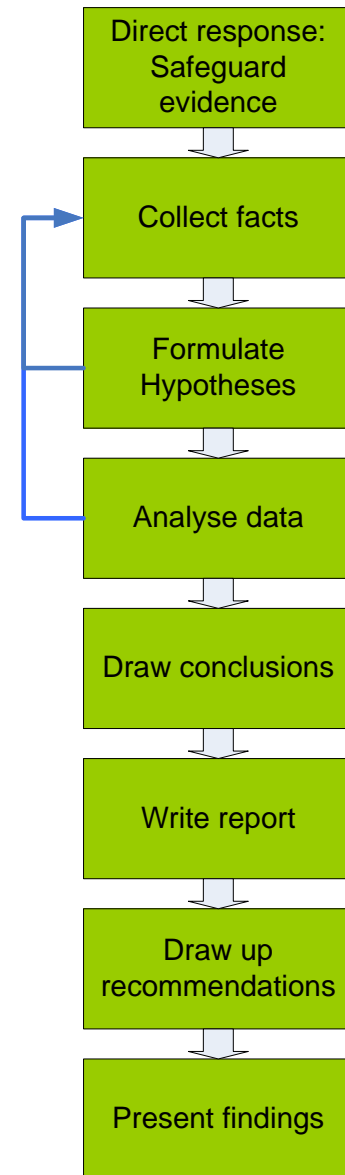 Direct response:
Safeguard
evidence
Collect facts
Formulate
Hypotheses
Analyse data
Draw conclusions
Write report
Draw up
recommendations
Present findings